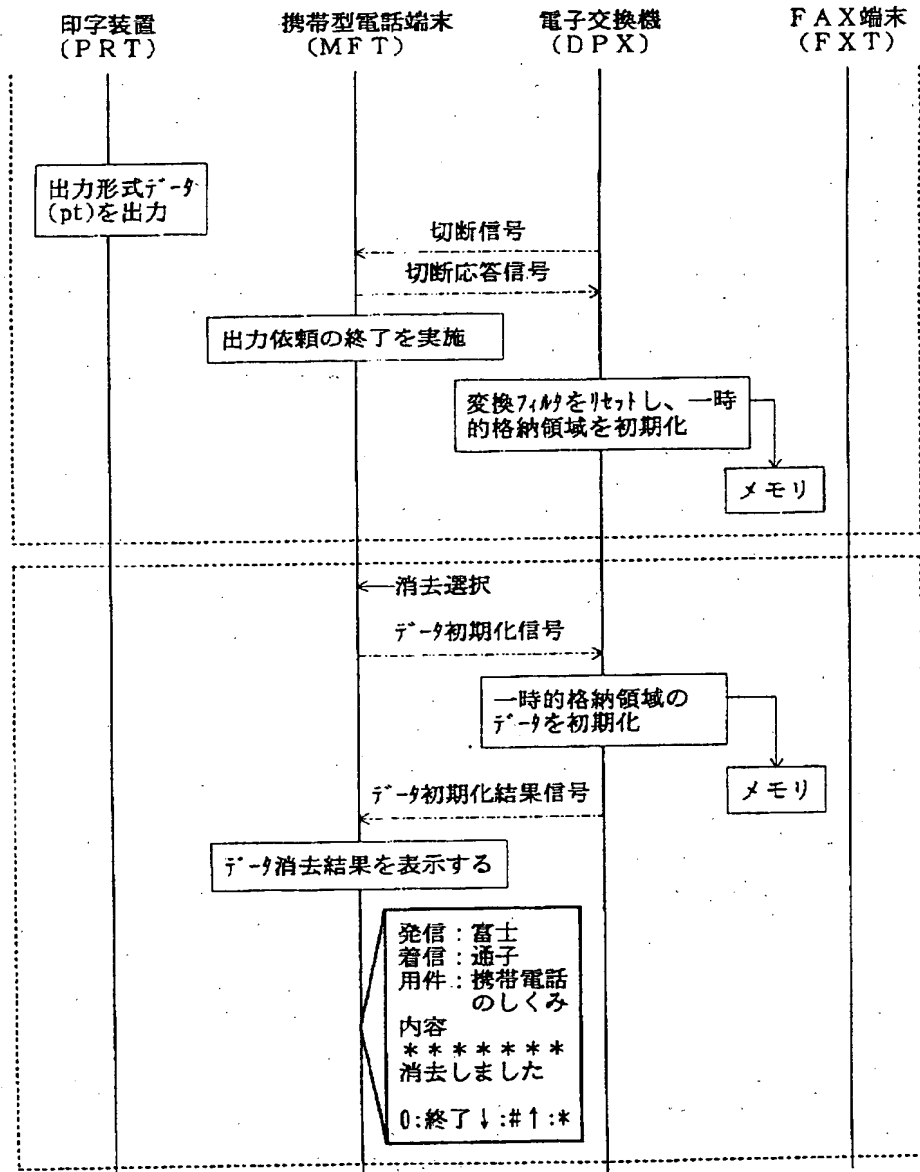 印字装置
(PRT)
携帯型電話端末
(MFT)
電子交換機
(DPX)
FAX端末
(FXT)
出力形式ﾃﾞｰﾀ
(pt)を出力
切断信号
切断応答信号
出力依頼の終了を実施
変換ﾌｨﾙﾀをﾘｾｯﾄし、一時
的格納領域を初期化
メモリ
消去選択
ﾃﾞｰﾀ初期化信号
一時的格納領域の
ﾃﾞｰﾀを初期化
メモリ
ﾃﾞｰﾀ初期化結果信号
ﾃﾞｰﾀ消去結果を表示する
発信:富士
着信:通子
用件:携帯電話
のしくみ
内容
*******
消去しました
0:終了↓:#↑:*